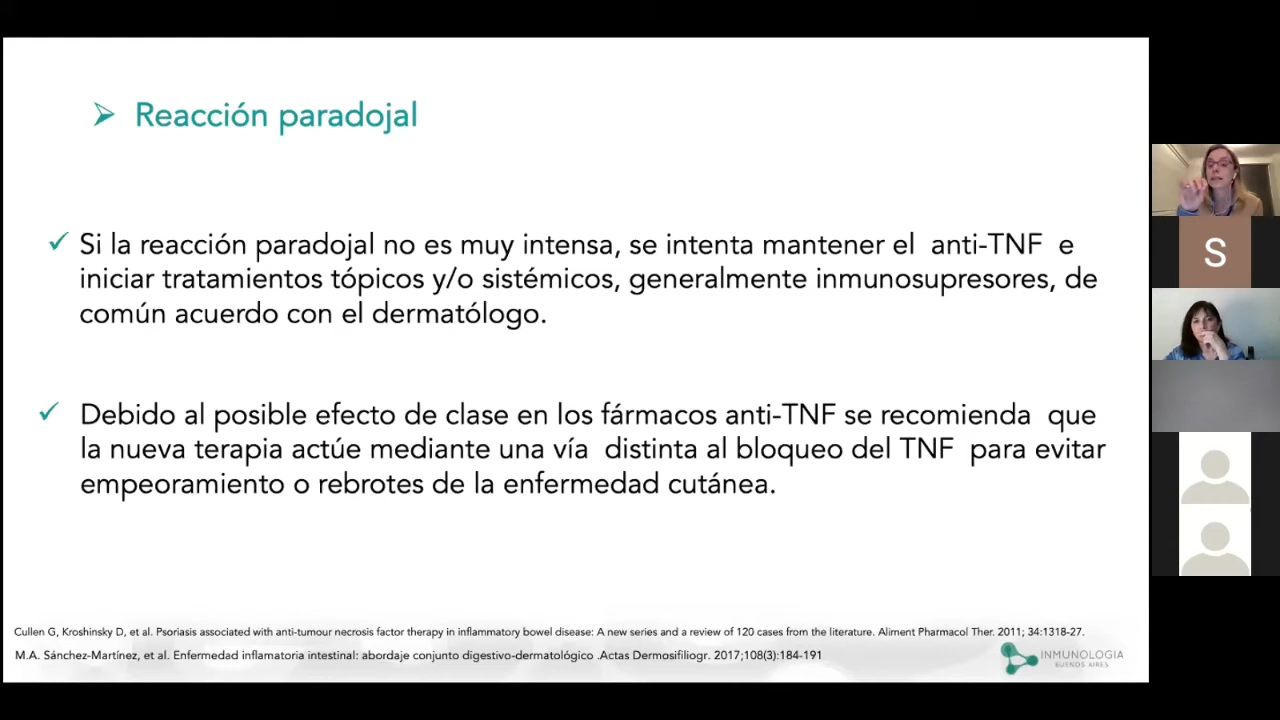 Reacción paradojal
Si la reacción paradojal no es muy intensa, se intenta mantener el anti-TNF e
iniciar tratamientos tópicos y/o sistémicos, generalmente inmunosupresores, de
común acuerdo con el dermatólogo.
Debido al posible efecto de clase en los fármacos anti-TNF se recomienda que
la nueva terapia actúe mediante una vía distinta al bloqueo del TNF para evitar
empeoramiento o rebrotes de la enfermedad cutánea.
Cullen G, Kroshinsky D, et al. Psoriasis associated with anti-tumour necrosis factor therapy in inflammatory bowel disease: A new series and a review of 120 cases from the literature. Aliment Pharmacol Ther. 2011; 34:1318-27.
M.A. Sánchez-Martínez, et al. Enfermedad inflamatoria intestinal: abordaje conjunto digestivo-dermatológico .Actas Dermosifiliogr. 2017;108(3):184-191
INMUNOLOGIA
BUENOS AIRES
S